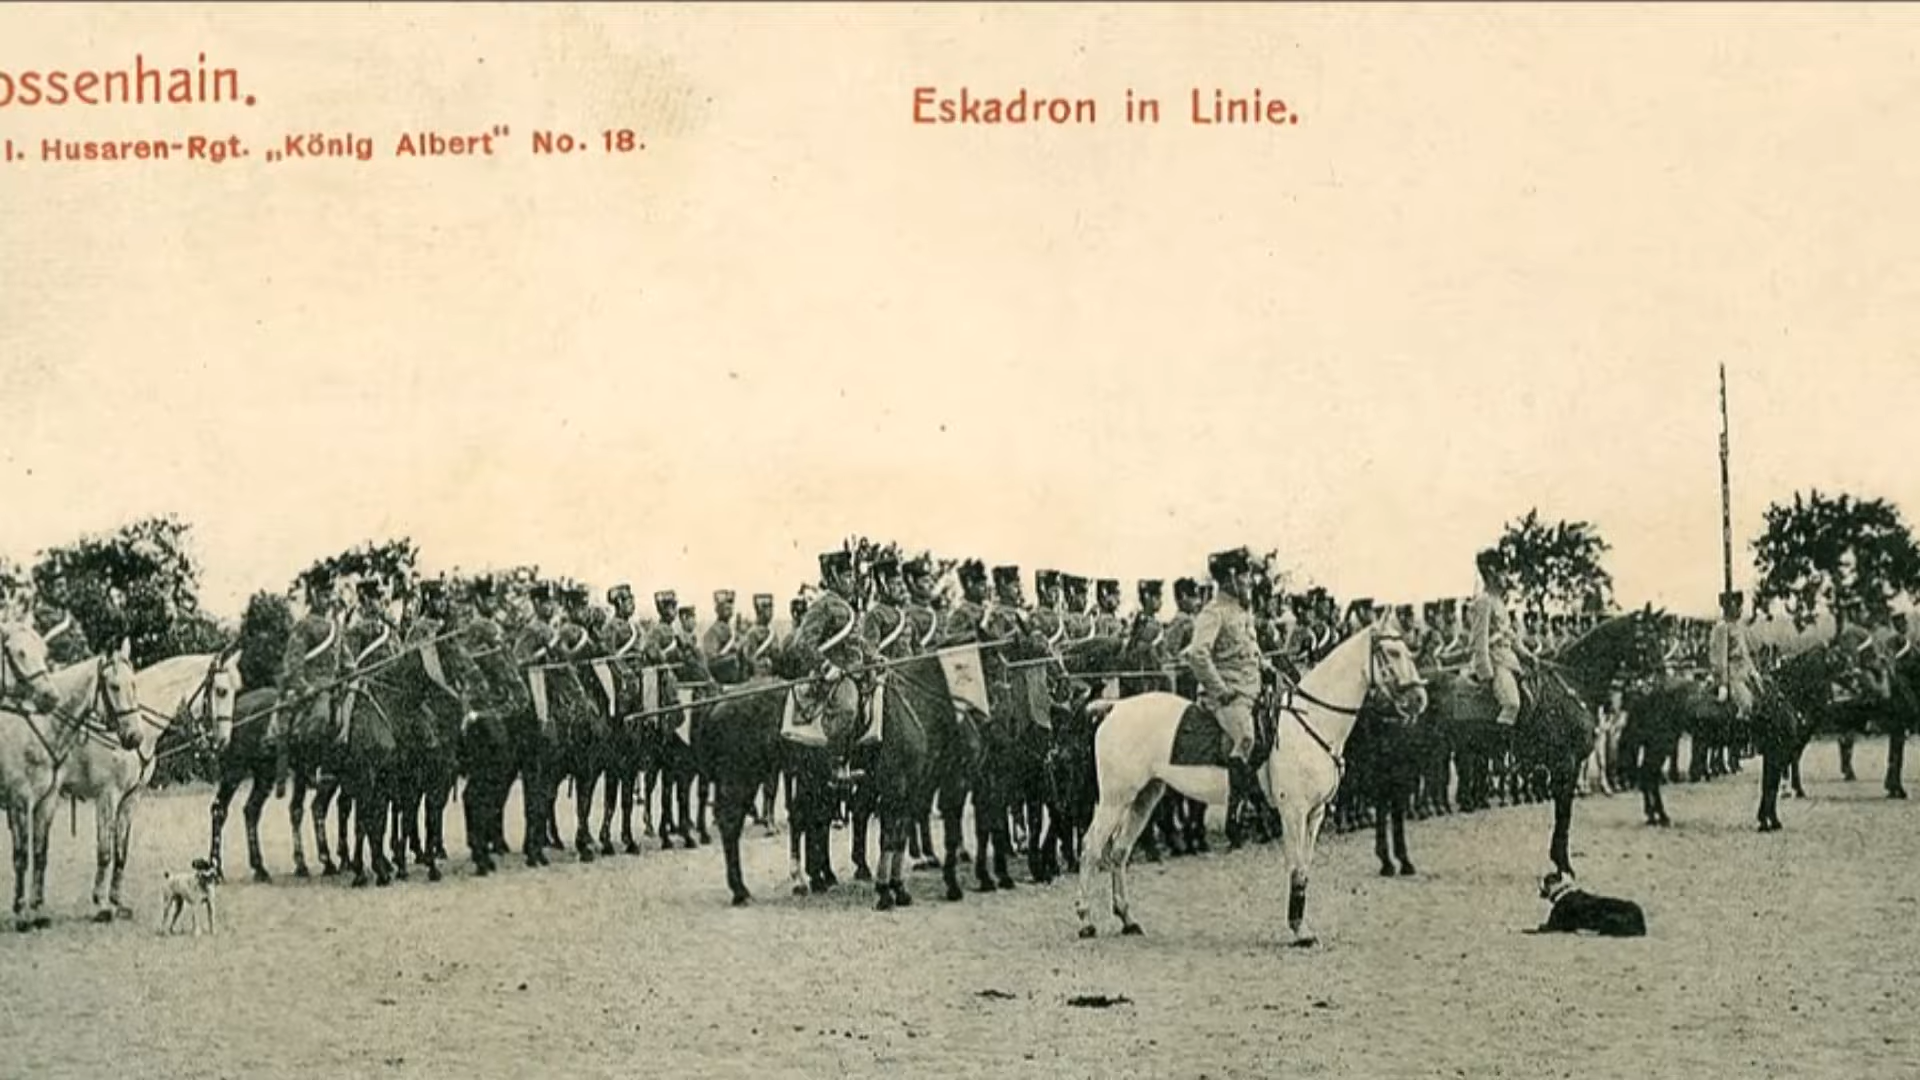 ossenhain.
Eskadron in Linie.
l. Husaren-Rgt. „König Albert“ No. 18.